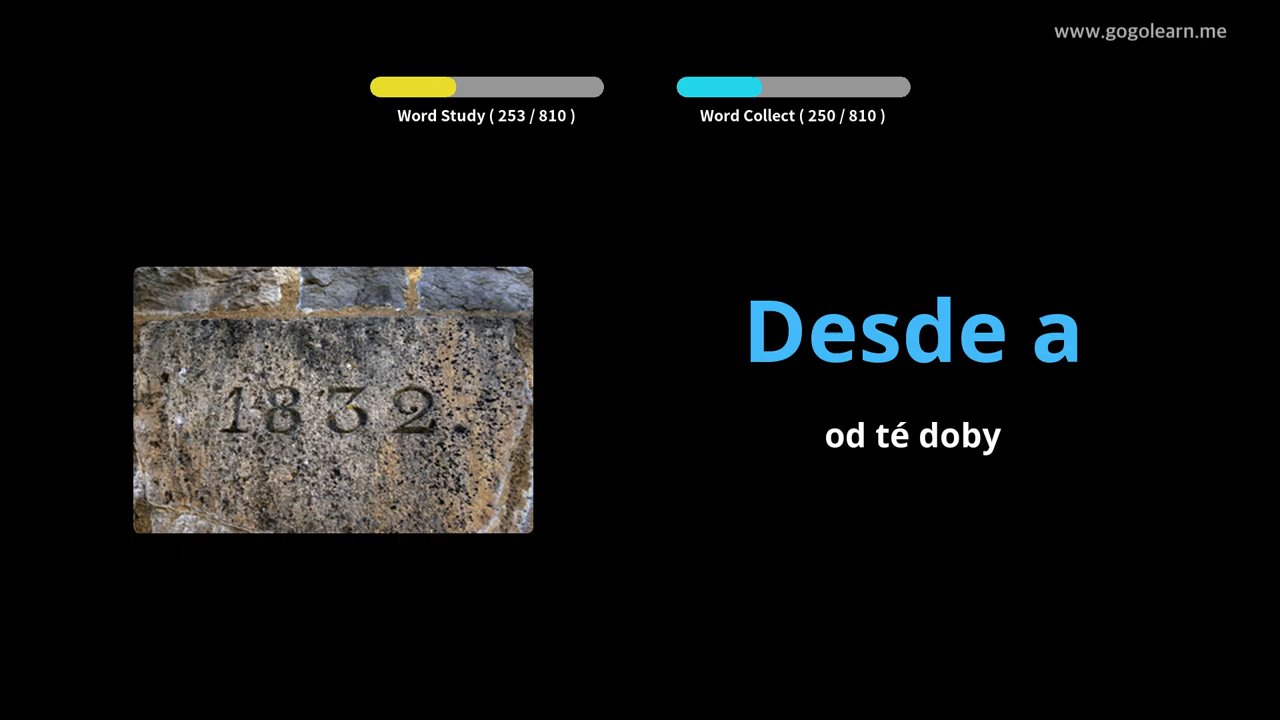 www.gogolearn.me
Word Study ( 253 / 810 )
Word Collect ( 250 / 810 )
1832.
Desde a
od té doby